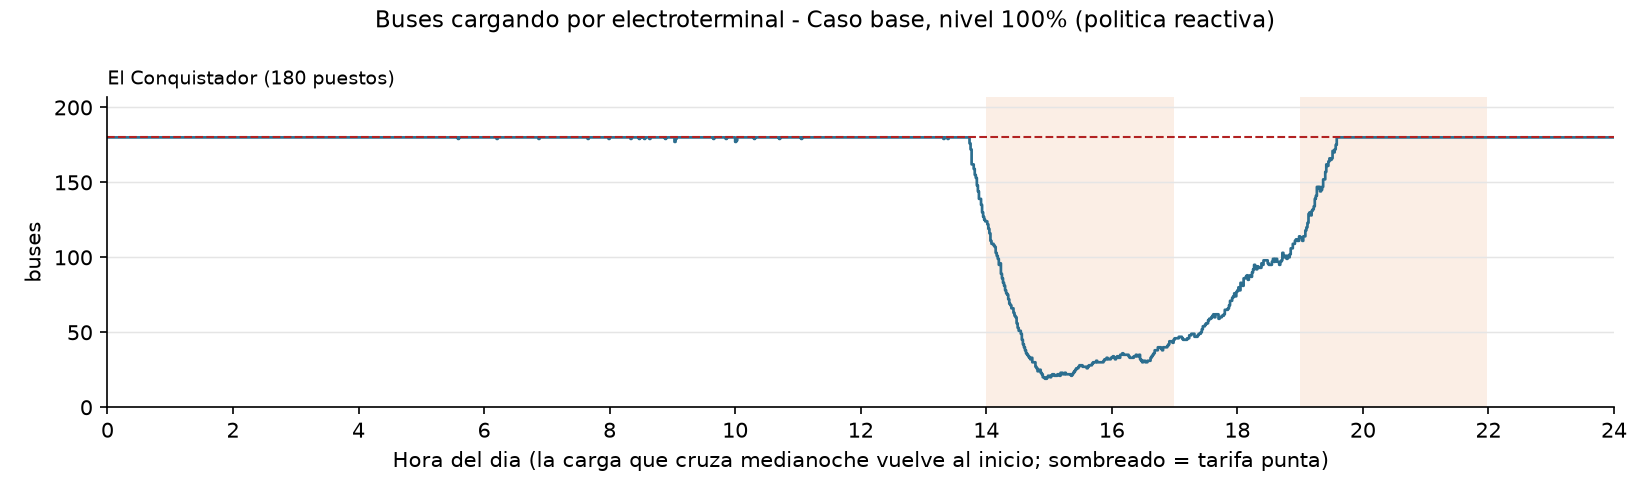 Buses cargando por electroterminal - Caso base, nivel 100% (politica reactiva)
El Conquistador (180 puestos)
200
150
100
50
0
buses
0 2 4 6 8 10 12 14 16 18 20 22 24
Hora del dia (la carga que cruza medianoche vuelve al inicio; sombreado = tarifa punta)